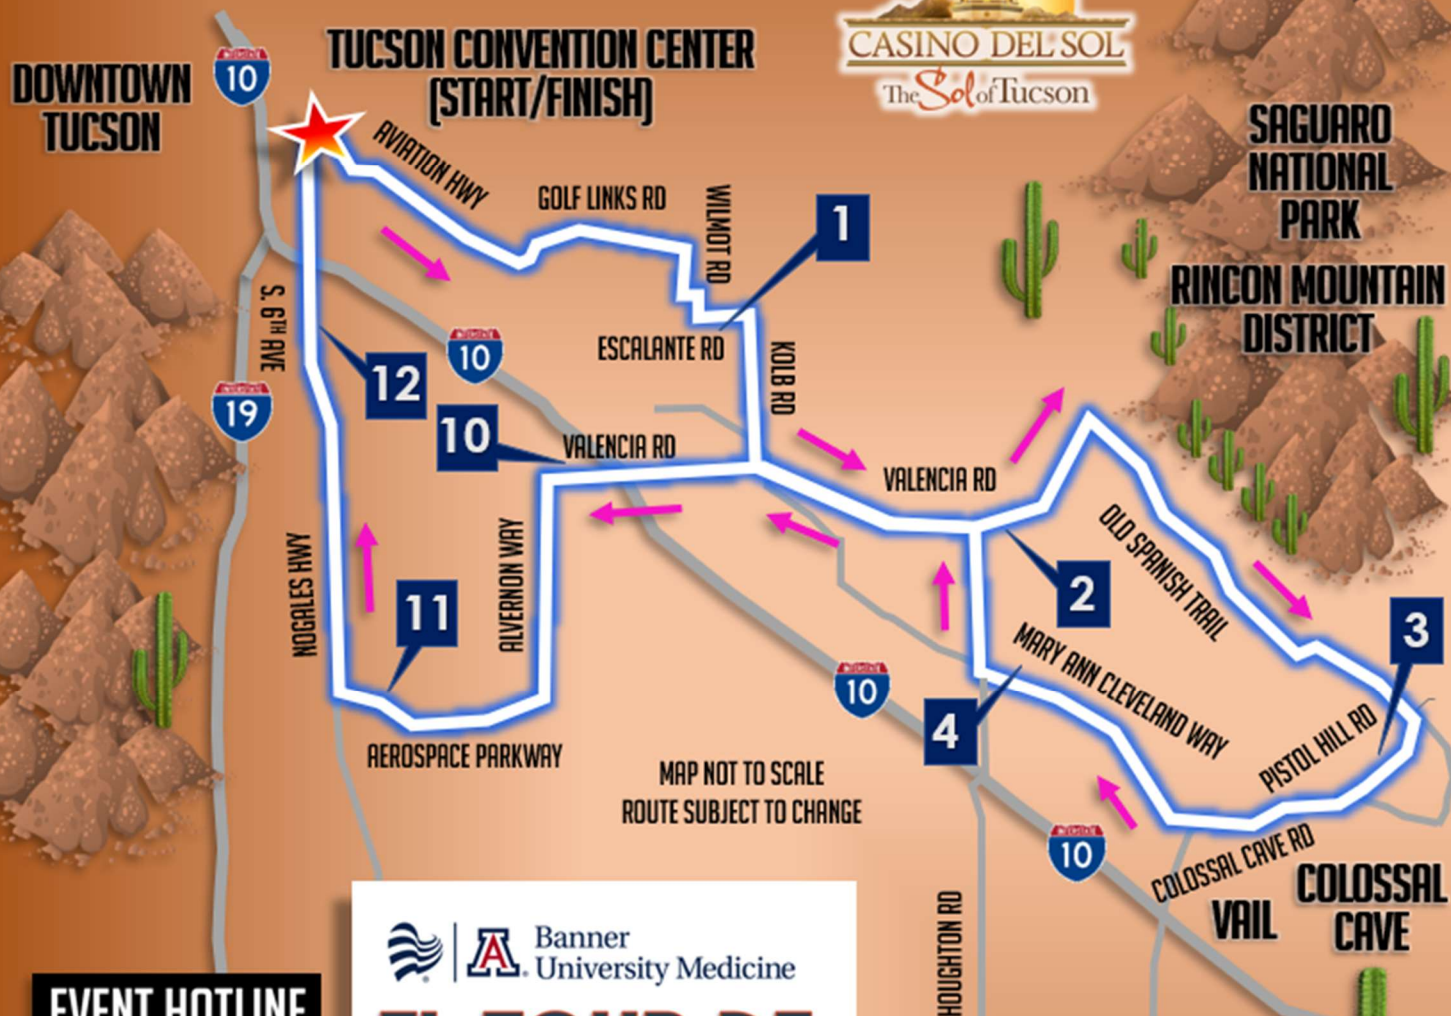 CASINO DEL SOL
The Sol of Tucson
10
TUCSON CONVENTION CENTER
(START/FINISH)
DOWNTOWN
TUCSON
SAGUARO
NATIONAL
PARK
RINCON MOUNTAIN
DISTRICT
AVIATION HWY
GOLF LINKS RD
WILMOT RD
1
S. 6TH AVE
ESCALANTE RD
KOLB RD
10
12
19
10
VALENCIA RD
VALENCIA RD
OLD SPANISH TRAIL
NOGALES HWY
ALVERNON WAY
11
2
3
MARY ANN CLEVELAND WAY
10
4
PISTOL HILL RD
AEROSPACE PARKWAY
MAP NOT TO SCALE
ROUTE SUBJECT TO CHANGE
10
COLOSSAL CAVE RD
VAIL
COLOSSAL
CAVE
HOUGHTON RD
A
Banner
University Medicine
EVENT HOTLINE
EL TOUR DE